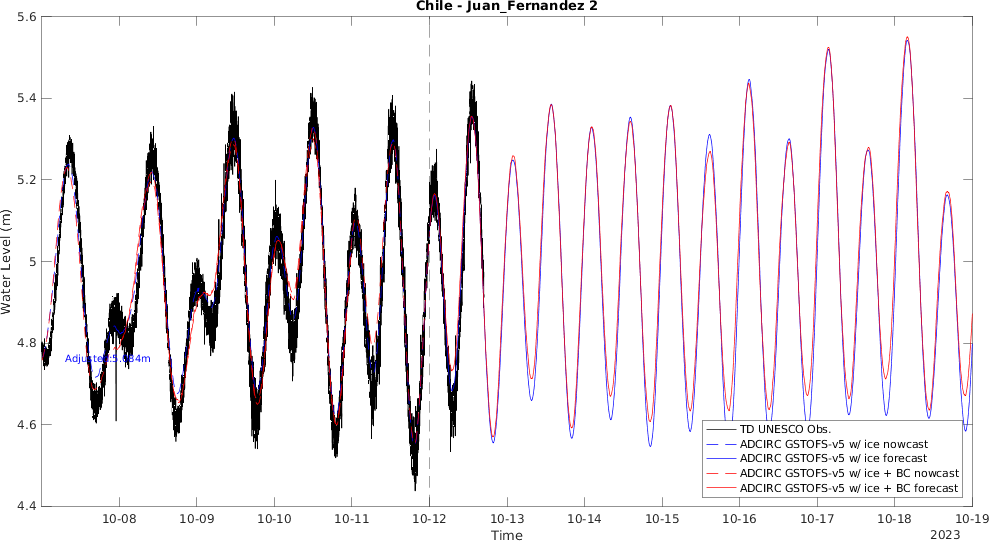 Chile - Juan_Fernandez 2
5.6
5.4
5.2
5
4.8
4.6
4.4
Water Level (m)
10-08
10-09
10-10
10-11
10-12
10-13
10-14
10-15
10-16
10-17
10-18
10-19
Time
2023
TD UNESCO Obs.
ADCIRC GSTOFS-v5 w/ ice nowcast
ADCIRC GSTOFS-v5 w/ ice forecast
ADCIRC GSTOFS-v5 w/ ice + BC nowcast
ADCIRC GSTOFS-v5 w/ ice + BC forecast